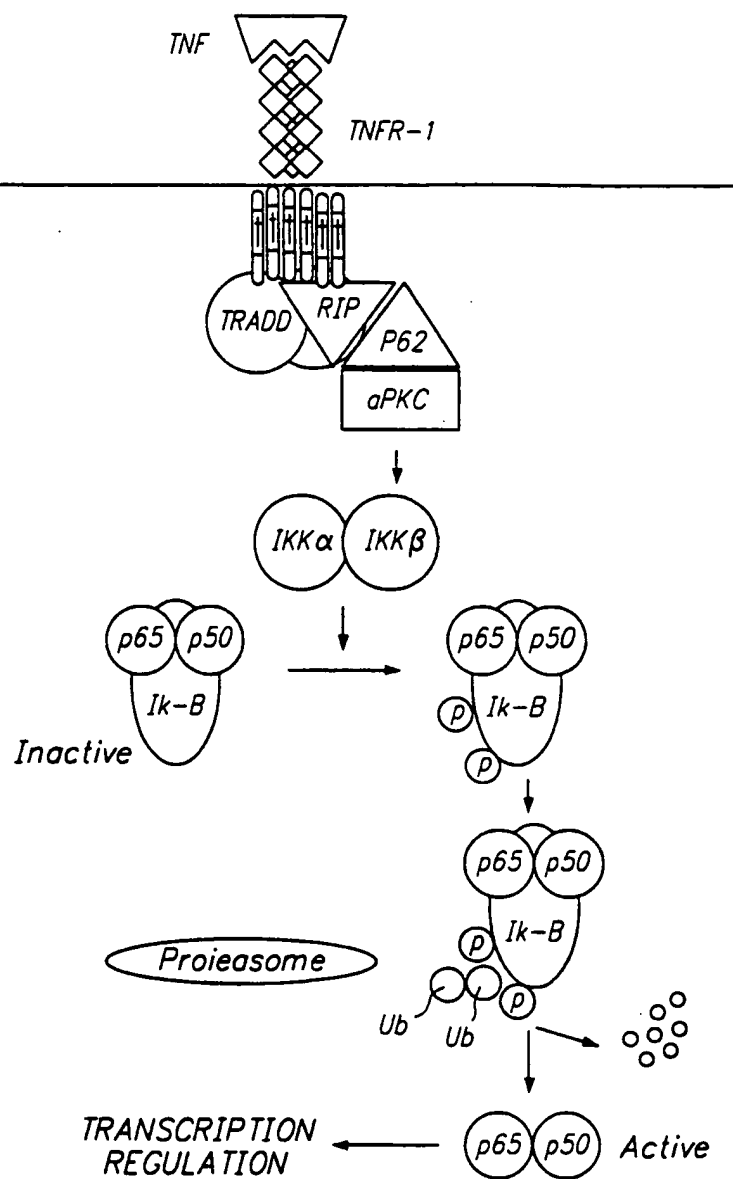 TNF
TNFR-1
TRADD
RIP
P62
aPKC
IKKα
IKKβ
p65
p50
Ik-B
Inactive
p65
p50
Ik-B
P
P
p65
p50
Ik-B
P
P
Proieasome
Ub
Ub
p65
p50
Active
TRANSCRIPTION
REGULATION